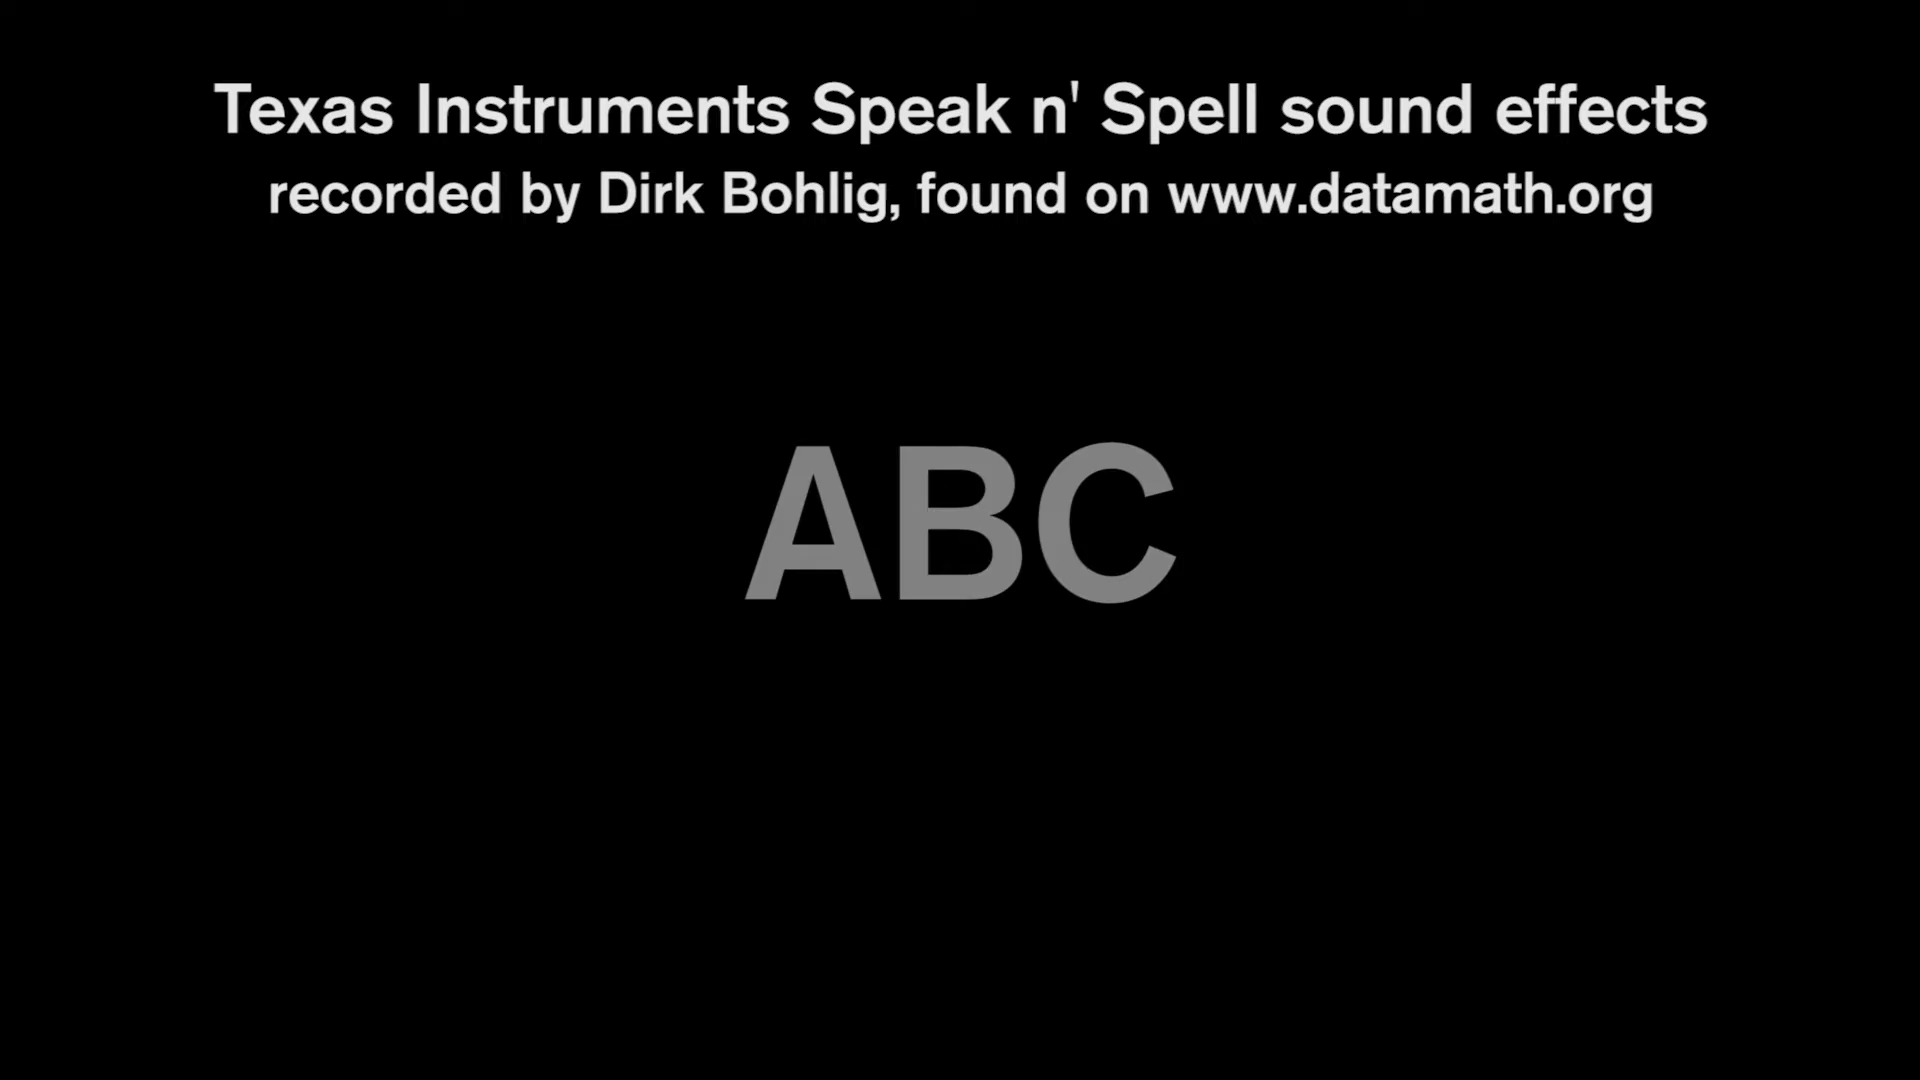 Texas Instruments Speak n' Spell sound effects
recorded by Dirk Bohlig, found on www.datamath.org
ABC